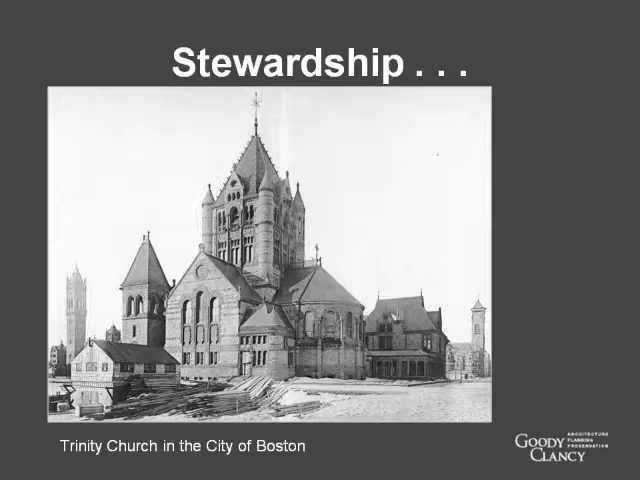 Stewardship . . .
Trinity Church in the City of Boston
GOODY CLANCY
ARCHITECTURE
PLANNING
PRESERVATION